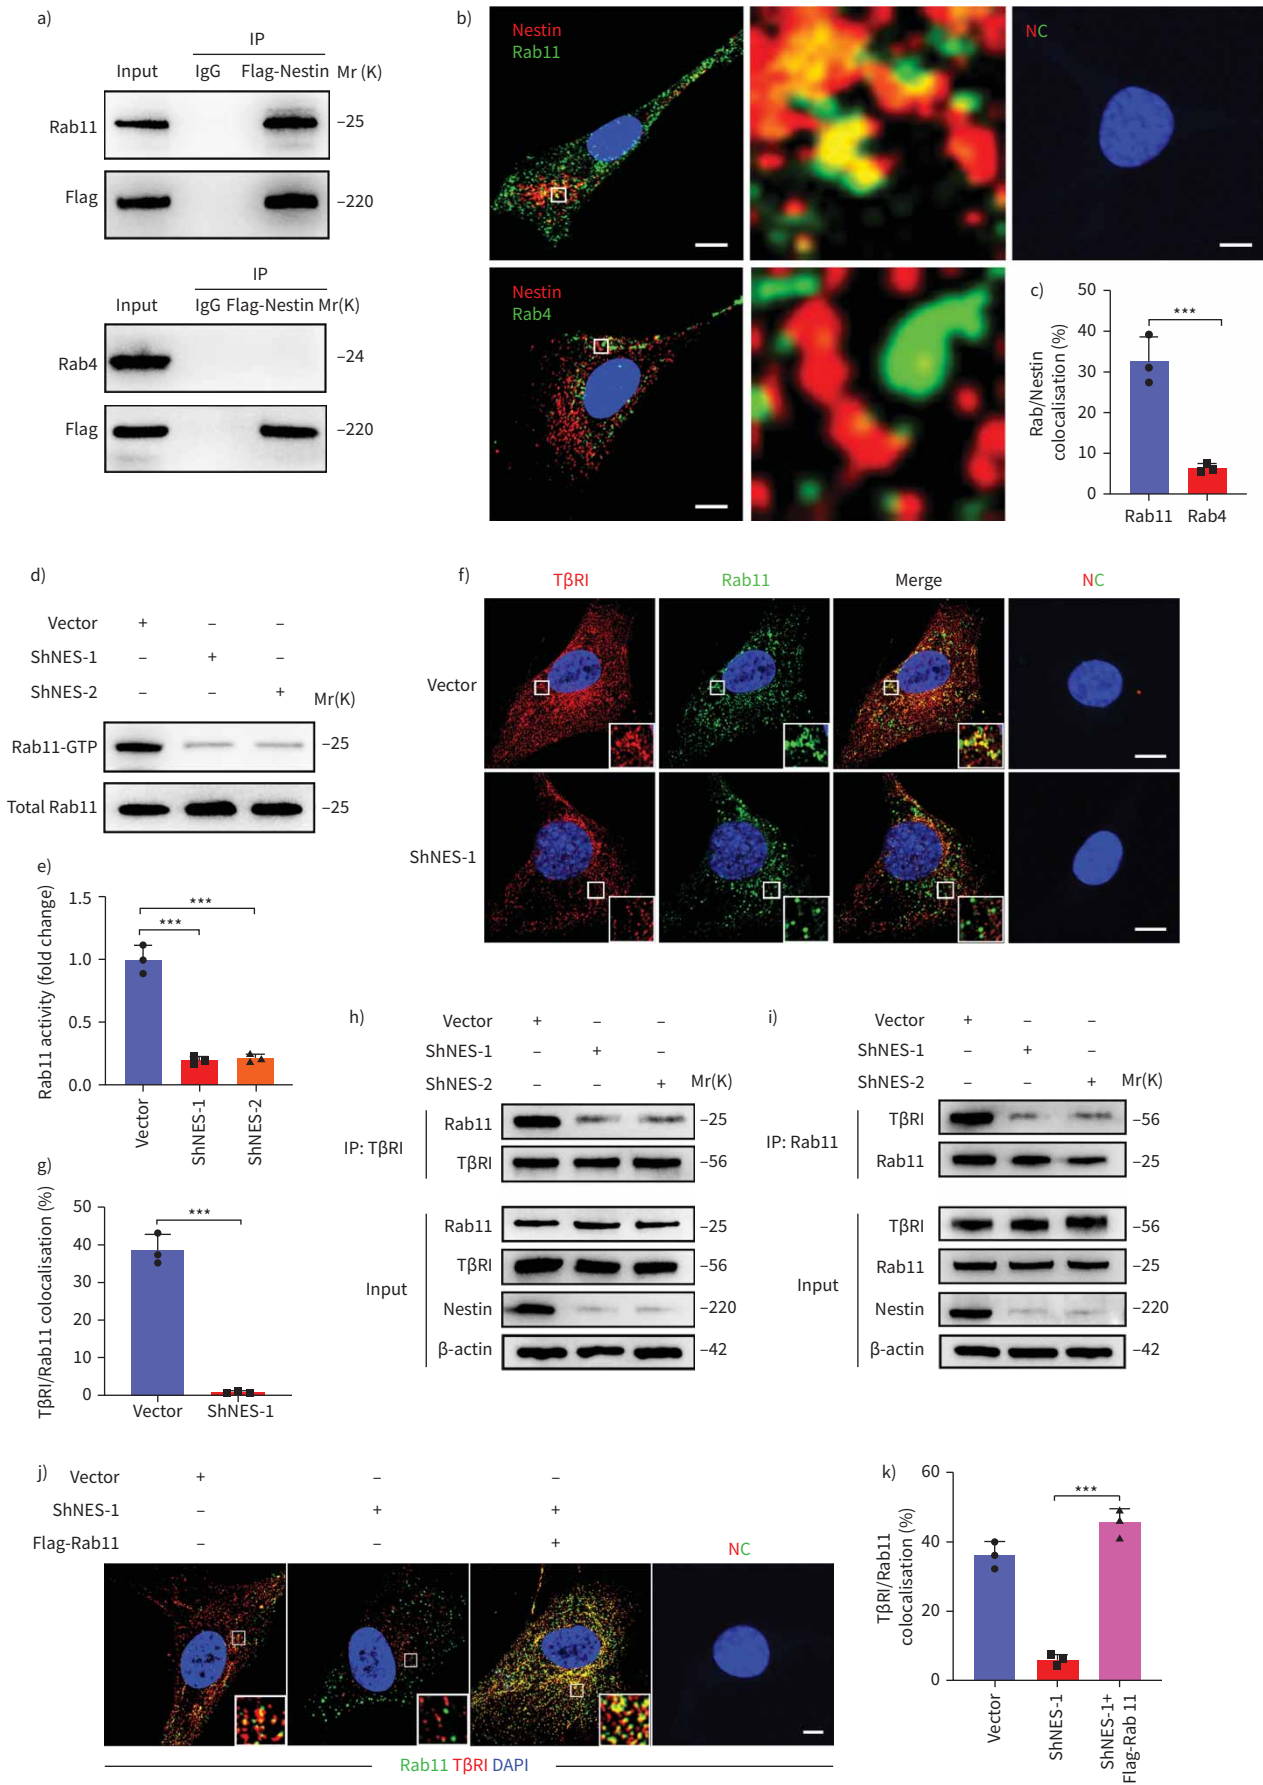 a)
IP
Input IgG Flag-Nestin Mr (K)
Rab11 –25
Flag –220
IP
Input IgG Flag-Nestin Mr(K)
Rab4 –24
Flag –220
b)
Nestin
Rab11
NC
Nestin
Rab4
c)
Rab/Nestin
colocalisation (%)
50
40
30
20
10
0
***
Rab11 Rab4
d)
Vector + – –
ShNES-1 – + –
ShNES-2 – – + Mr(K)
Rab11-GTP –25
Total Rab11 –25
e)
Rab11 activity (fold change)
1.5
1.0
0.5
0.0
***
***
Vector
ShNES-1
ShNES-2
f)
TβRI Rab11 Merge NC
Vector
ShNES-1
g)
TβRI/Rab11 colocalisation (%)
50
40
30
20
10
0
***
Vector ShNES-1
h)
Vector + – –
ShNES-1 – + –
ShNES-2 – – + Mr(K)
IP: TβRI
Rab11 –25
TβRI –56
Input
Rab11 –25
TβRI –56
Nestin –220
β-actin –42
i)
Vector + – –
ShNES-1 – + –
ShNES-2 – – + Mr(K)
IP: Rab11
TβRI –56
Rab11 –25
Input
TβRI –56
Rab11 –25
Nestin –220
β-actin –42
j)
Vector + – –
ShNES-1 – + +
Flag-Rab11 – – +
NC
Rab11 TβRI DAPI
k)
TβRI/Rab11
colocalisation (%)
60
40
20
0
***
Vector
ShNES-1
ShNES-1+
Flag-Rab 11